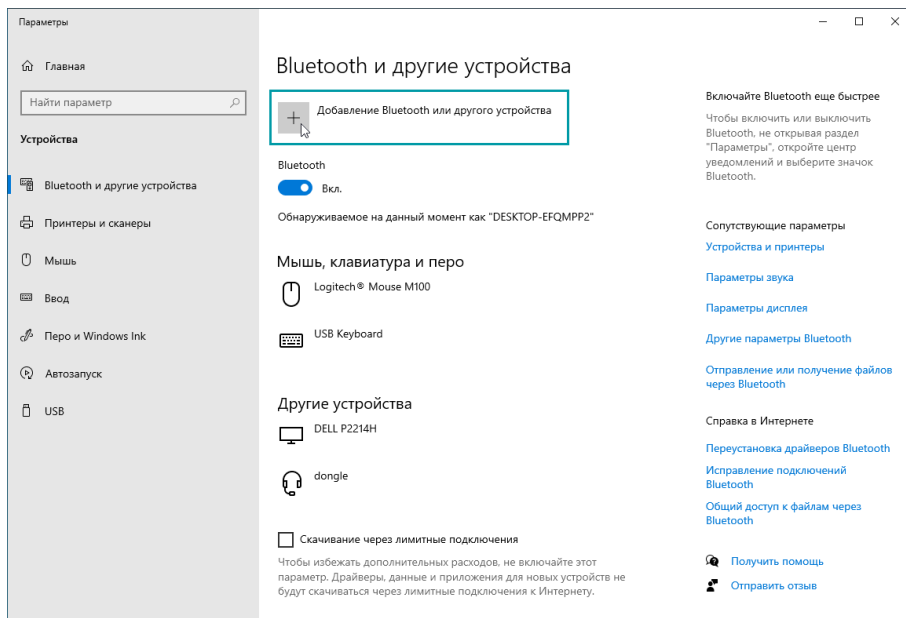 Параметры
Главная
Найти параметр
Устройства
Bluetooth и другие устройства
Принтеры и сканеры
Мышь
Ввод
Перо и Windows Ink
Автозапуск
USB
Bluetooth и другие устройства
Добавление Bluetooth или другого устройства
Bluetooth
Вкл.
Обнаруживаемое на данный момент как "DESKTOP-EFQMPP2"
Мышь, клавиатура и перо
Logitech® Mouse M100
USB Keyboard
Другие устройства
DELL P2214H
dongle
Скачивание через лимитные подключения
Чтобы избежать дополнительных расходов, не включайте этот
параметр. Драйверы, данные и приложения для новых устройств не
будут скачиваться через лимитные подключения к Интернету.
Включайте Bluetooth еще быстрее
Чтобы включить или выключить
Bluetooth, не открывая раздел
"Параметры", откройте центр
уведомлений и выберите значок
Bluetooth.
Сопутствующие параметры
Устройства и принтеры
Параметры звука
Параметры дисплея
Другие параметры Bluetooth
Отправление или получение файлов
через Bluetooth
Справка в Интернете
Переустановка драйверов Bluetooth
Исправление подключений
Bluetooth
Общий доступ к файлам через
Bluetooth
Получить помощь
Отправить отзыв